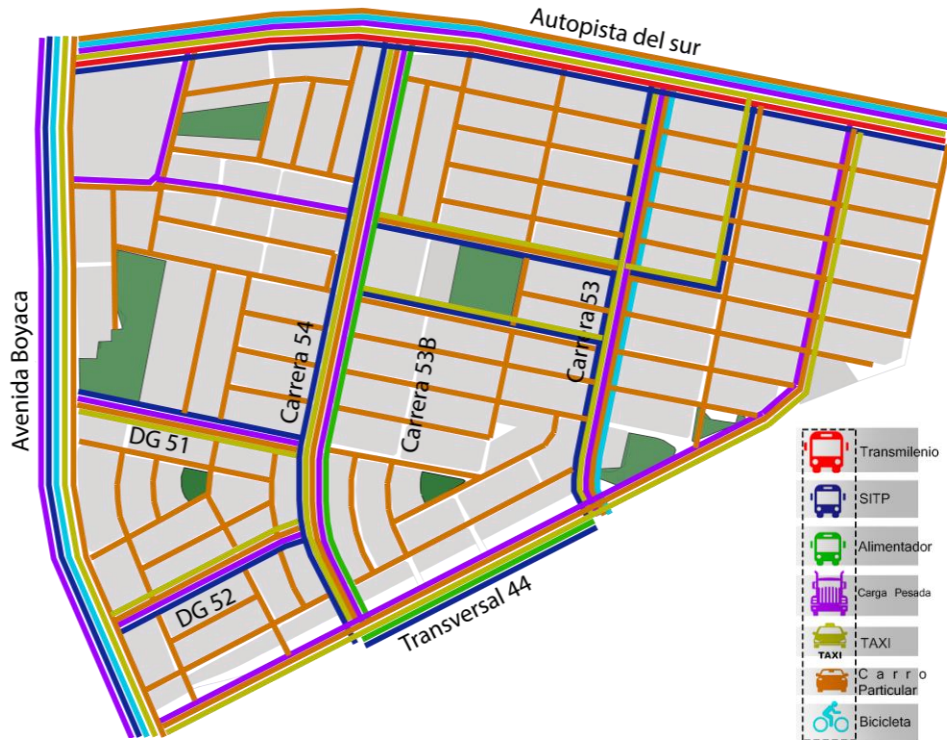 Autopista del sur
Avenida Boyaca
Carrera 54
Carrera 53B
Carrera 53
DG 51
DG 52
Transversal 44
Transmilenio
SITP
Alimentador
Carga Pesada
TAXI
TAXI
C a r r o
Particular
Bicicleta